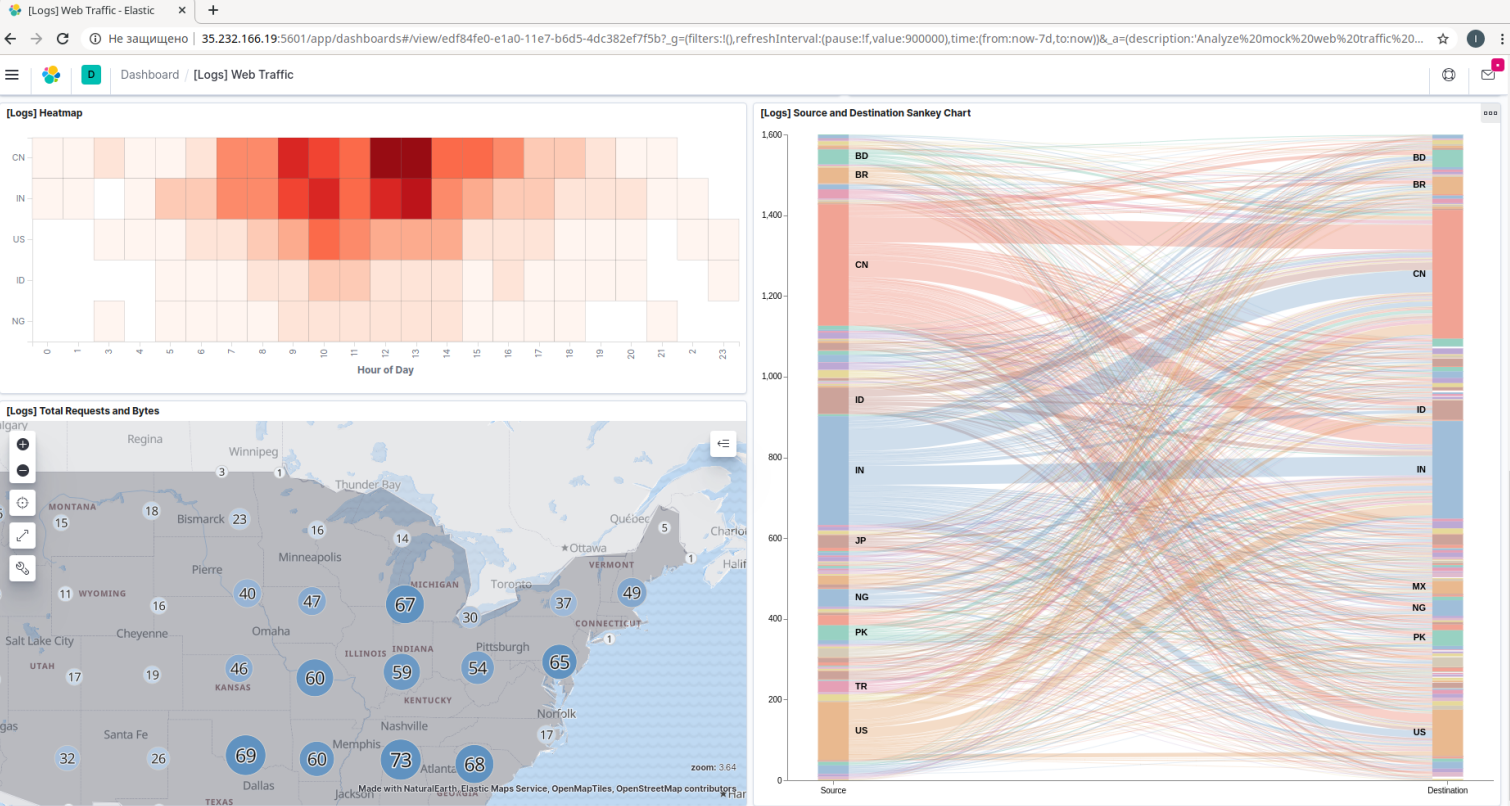 [Logs] Web Traffic - Elastic
Не защищено
35.232.166.19:5601/app/dashboards#/view/edf84fe0-e1a0-11e7-b6d5-4dc382ef7f5b?_g=(filters:!(),refreshInterval:(pause:!f,value:900000),time:(from:now-7d,to:now))&_a=(description:'Analyze%20mock%20web%20traffic%20...
I
D
Dashboard / [Logs] Web Traffic
[Logs] Heatmap
CN
IN
US
ID
NG
0 1 3 4 5 6 7 8 9 10 11 12 13 14 15 16 17 18 19 20 21 2 23
Hour of Day
[Logs] Total Requests and Bytes
algary
Regina
Winnipeg
3
1
Thunder Bay
MONTANA
15
18
Bismarck
23
16
14
Québec
5
Charlot
Ottawa
1
Halif
Minneapolis
Pierre
VERMONT
MICHIGAN
Toronto
11
WYOMING
16
40
47
67
30
37
49
CONNECTICUT
1
Salt Lake City
Cheyenne
Omaha
ILLINOIS
INDIANA
Pittsburgh
UTAH
17
19
46
KANSAS
60
59
54
65
KENTUCKY
Norfolk
17
gas
Santa Fe
Nashville
Memphis
32
26
69
60
73
Atlanta
68
zoom: 3.64
Dallas
Made with NaturalEarth, Elastic Maps Service, OpenMapTiles, OpenStreetMap contributors
TEXAS
Jackson
GEORGIA
Har
[Logs] Source and Destination Sankey Chart
1,600
1,400
1,200
1,000
800
600
400
200
0
BD
BR
CN
ID
IN
JP
NG
PK
TR
US
BD
BR
CN
ID
IN
MX
NG
PK
US
Source
Destination